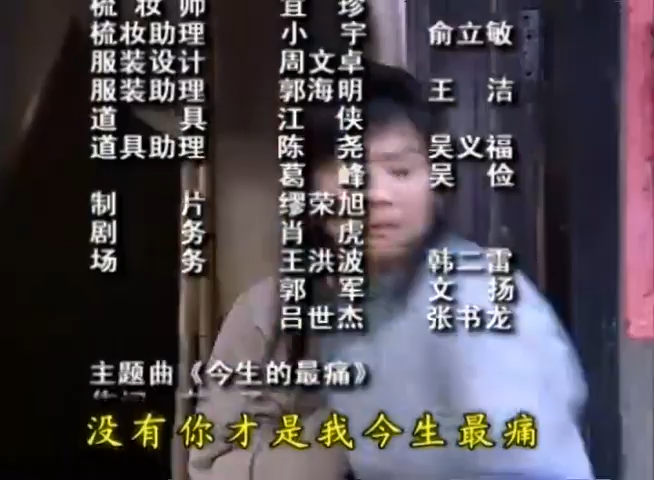 梳妆师 宜珍
梳妆助理 小宇 俞立敏
服装设计 周文卓
服装助理 郭海明 王洁
道具 江侠
道具助理 陈尧 吴义福
葛峰 吴俭
制片 缪荣旭
剧务 肖虎
场务 王洪波 韩二雷
郭军 文扬
吕世杰 张书龙
主题曲《今生的最痛》
没有你才是我今生最痛